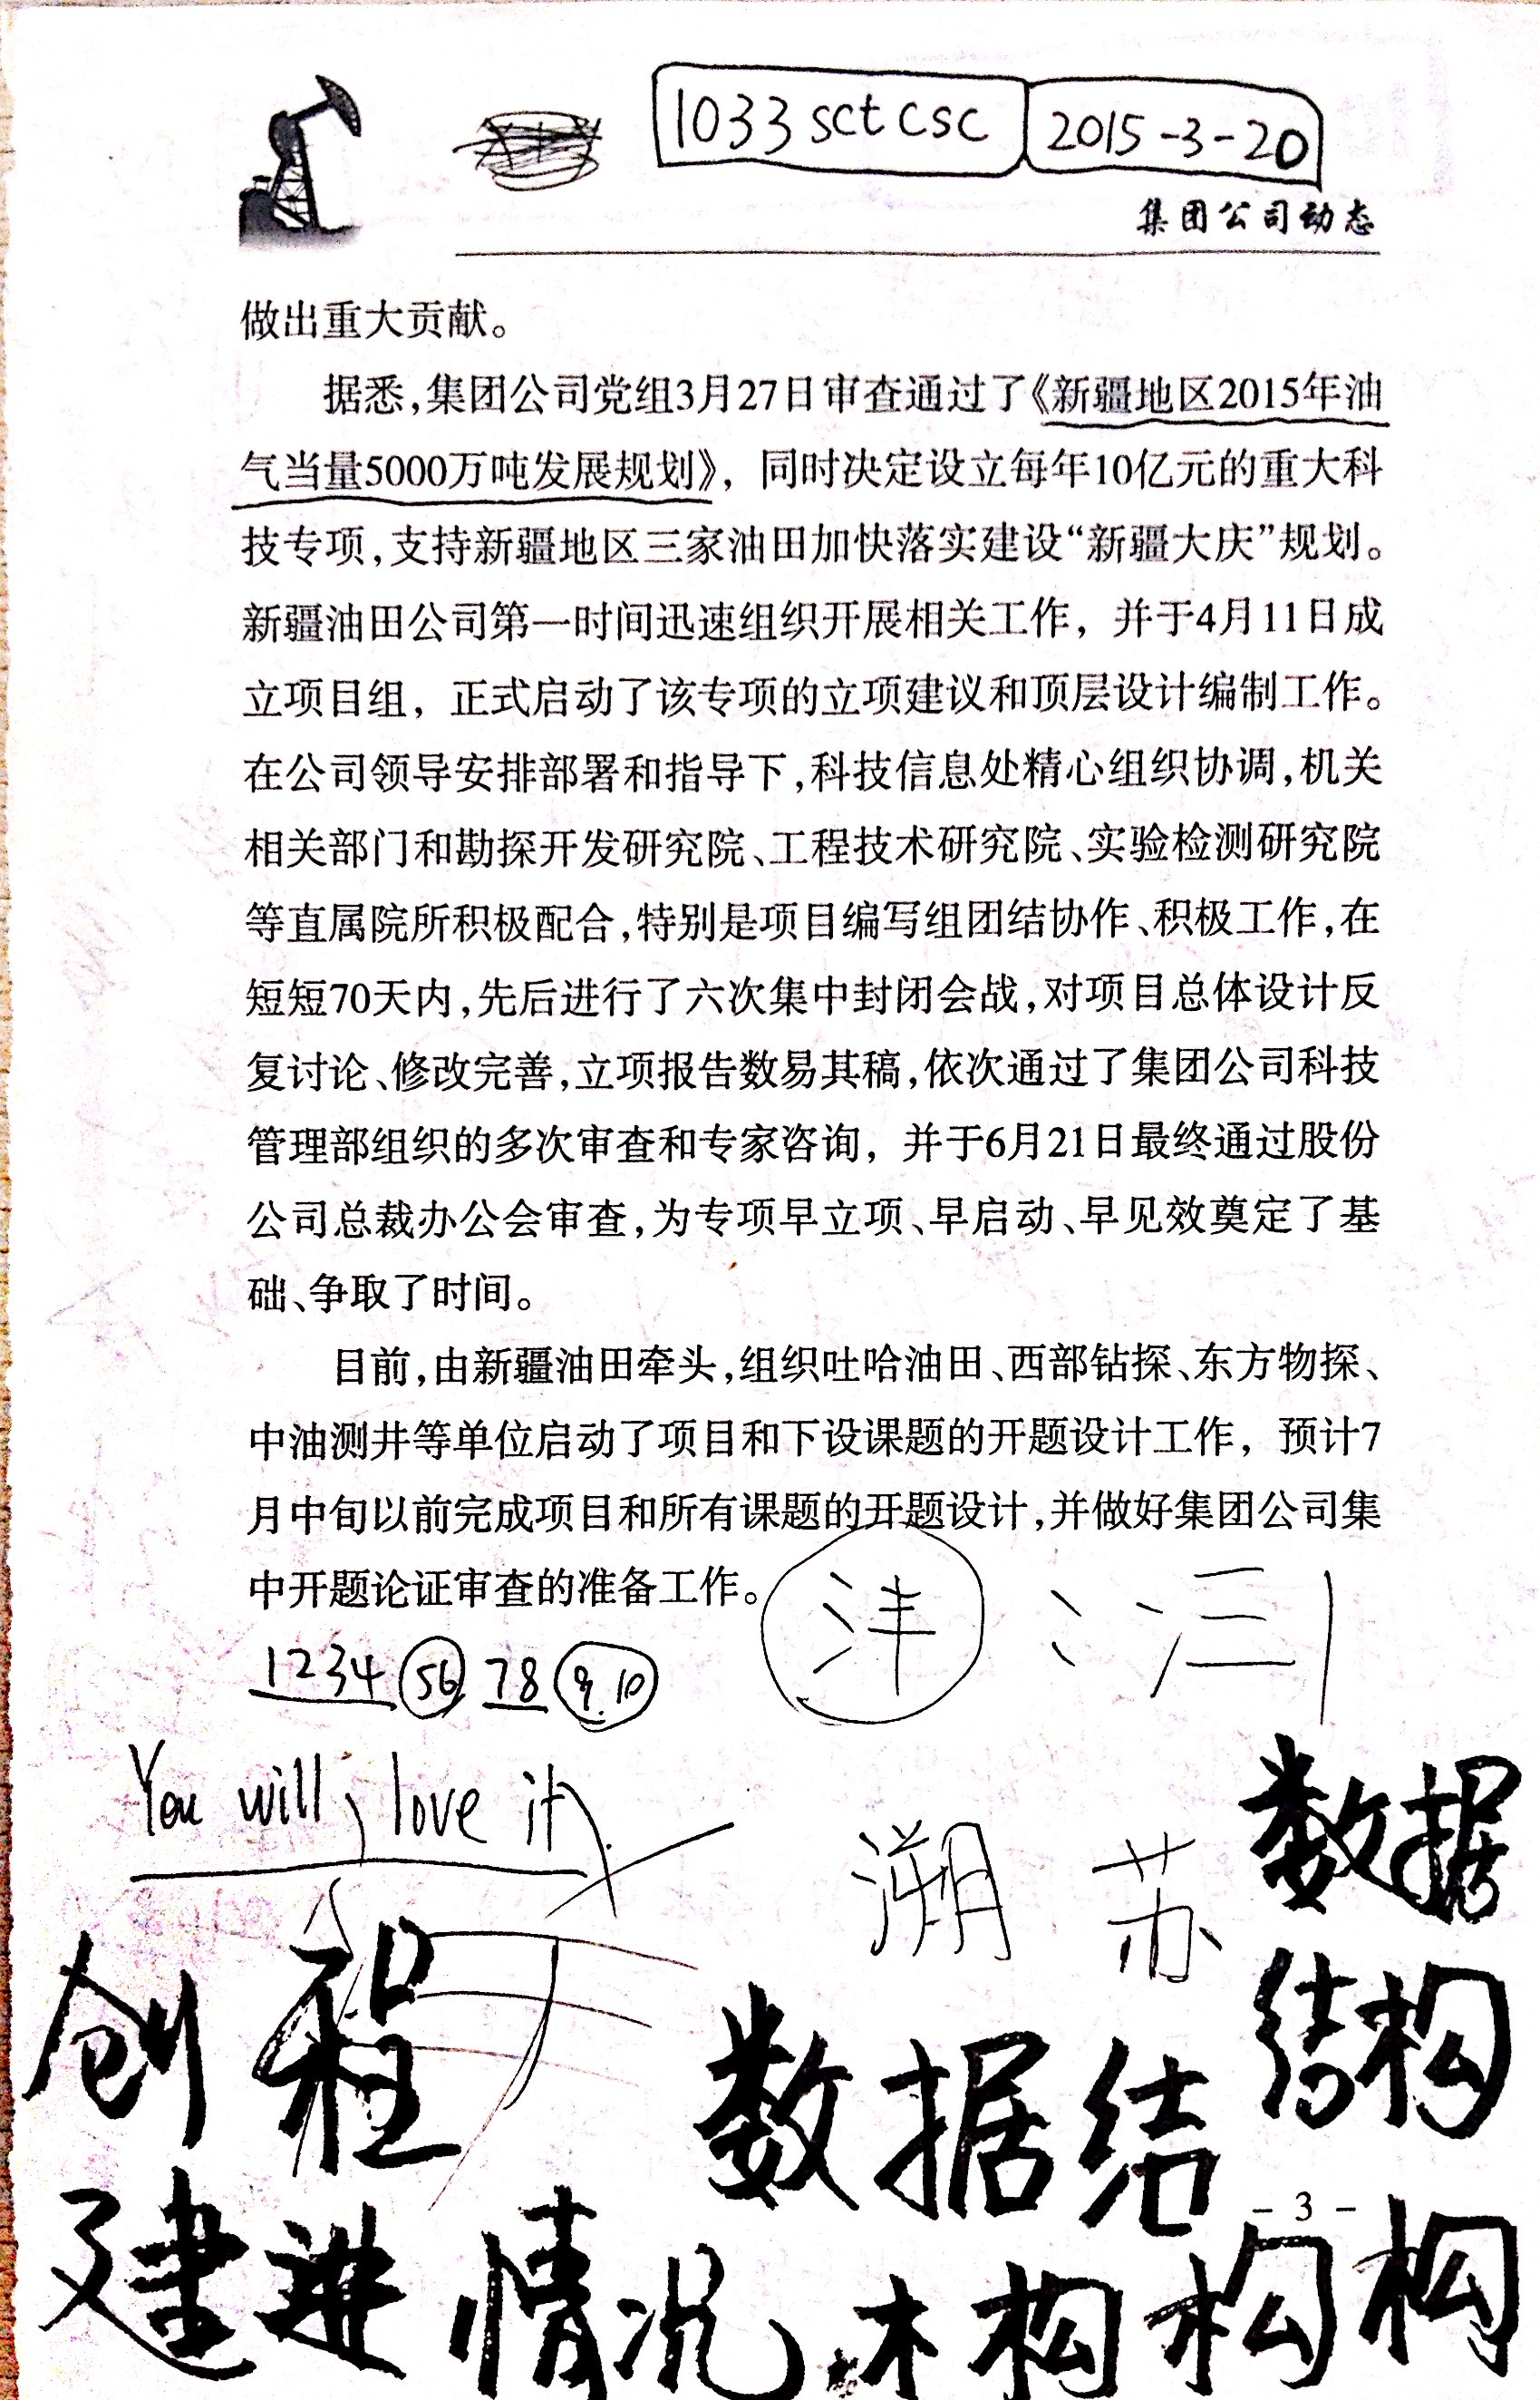 1033 sctcsc 2015-3-20
集团公司动态
做出重大贡献。
据悉,集团公司党组3月27日审查通过了《新疆地区2015年油
气当量5000万吨发展规划》，同时决定设立每年10亿元的重大科
技专项,支持新疆地区三家油田加快落实建设“新疆大庆”规划。
新疆油田公司第一时间迅速组织开展相关工作，并于4月11日成
立项目组，正式启动了该专项的立项建议和顶层设计编制工作。
在公司领导安排部署和指导下,科技信息处精心组织协调,机关
相关部门和勘探开发研究院、工程技术研究院、实验检测研究院
等直属院所积极配合,特别是项目编写组团结协作、积极工作,在
短短70天内,先后进行了六次集中封闭会战,对项目总体设计反
复讨论、修改完善,立项报告数易其稿,依次通过了集团公司科技
管理部组织的多次审查和专家咨询，并于6月21日最终通过股份
公司总裁办公会审查,为专项早立项、早启动、早见效奠定了基
础、争取了时间。
目前,由新疆油田牵头,组织吐哈油田、西部钻探、东方物探、
中油测井等单位启动了项目和下设课题的开题设计工作，预计7
月中旬以前完成项目和所有课题的开题设计,并做好集团公司集
中开题论证审查的准备工作。
沣
1234 56 78 9.10
You will love it
数据
溯 苏
结构
创 程
数据结
- 3 -
建进情况 木构构构